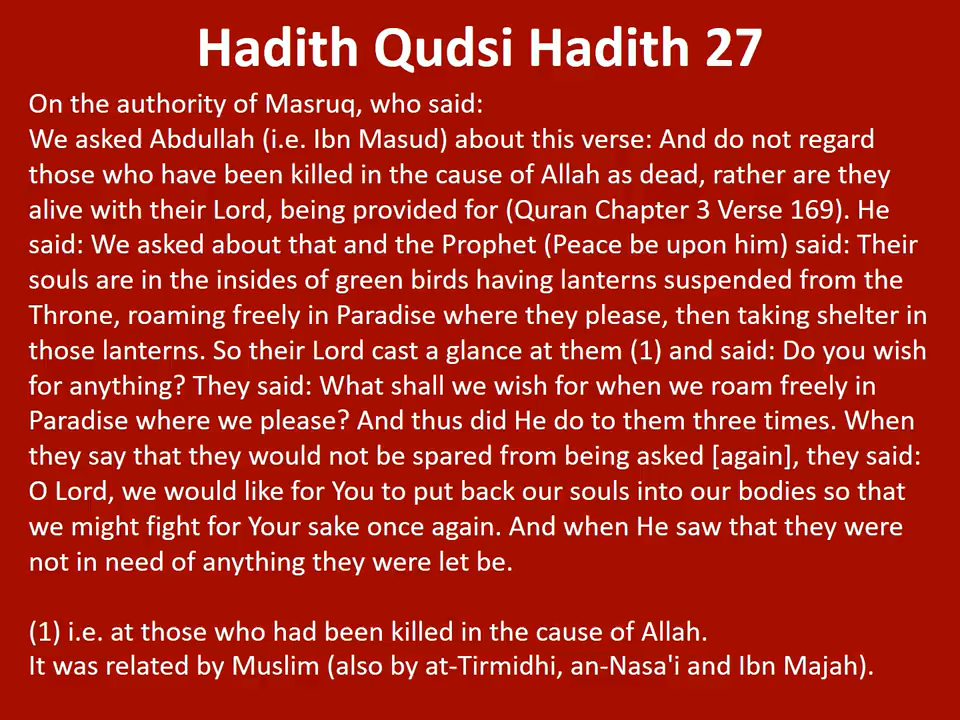 Hadith Qudsi Hadith 27
On the authority of Masruq, who said:
We asked Abdullah (i.e. Ibn Masud) about this verse: And do not regard
those who have been killed in the cause of Allah as dead, rather are they
alive with their Lord, being provided for (Quran Chapter 3 Verse 169). He
said: We asked about that and the Prophet (Peace be upon him) said: Their
souls are in the insides of green birds having lanterns suspended from the
Throne, roaming freely in Paradise where they please, then taking shelter in
those lanterns. So their Lord cast a glance at them (1) and said: Do you wish
for anything? They said: What shall we wish for when we roam freely in
Paradise where we please? And thus did He do to them three times. When
they say that they would not be spared from being asked [again], they said:
O Lord, we would like for You to put back our souls into our bodies so that
we might fight for Your sake once again. And when He saw that they were
not in need of anything they were let be.
(1) i.e. at those who had been killed in the cause of Allah.
It was related by Muslim (also by at-Tirmidhi, an-Nasa'i and Ibn Majah).